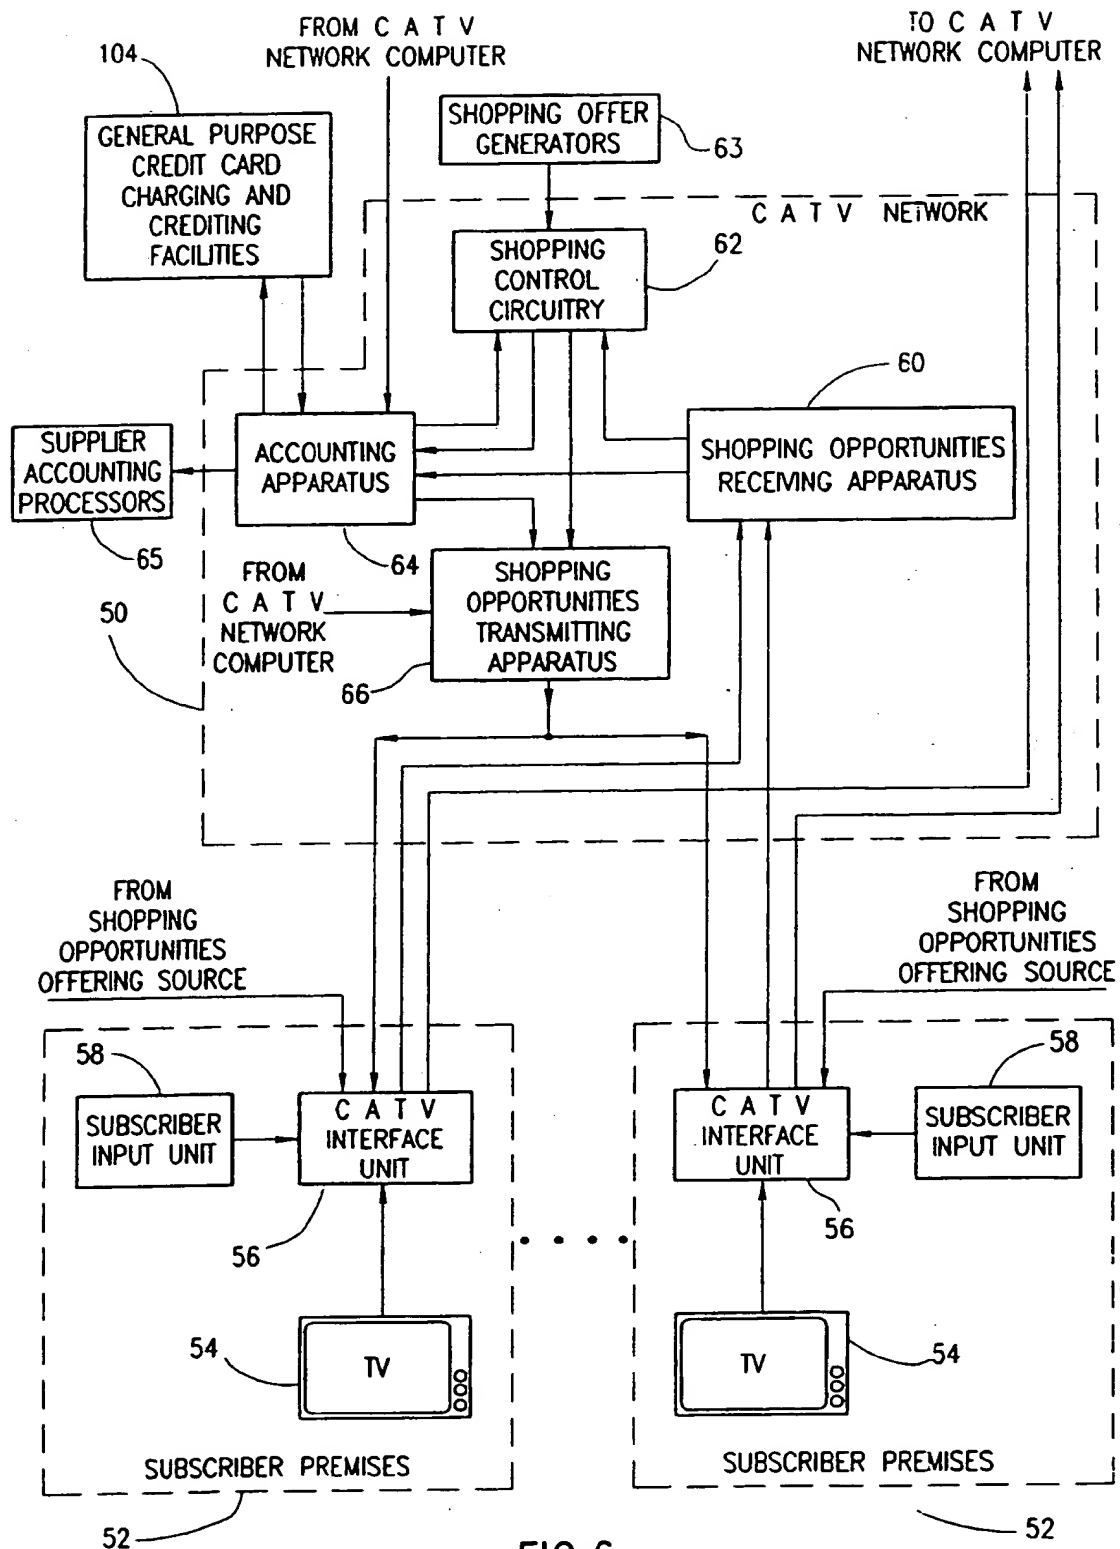 FROM C A T V
NETWORK COMPUTER
TO C A T V
NETWORK COMPUTER
104
GENERAL PURPOSE
CREDIT CARD
CHARGING AND
CREDITING
FACILITIES
SHOPPING OFFER
GENERATORS
63
C A T V NETWORK
SHOPPING
CONTROL
CIRCUITRY
62
60
SUPPLIER
ACCOUNTING
PROCESSORS
65
ACCOUNTING
APPARATUS
64
SHOPPING OPPORTUNITIES
RECEIVING APPARATUS
50
FROM
C A T V
NETWORK
COMPUTER
SHOPPING
OPPORTUNITIES
TRANSMITTING
APPARATUS
66
FROM
SHOPPING
OPPORTUNITIES
OFFERING SOURCE
FROM
SHOPPING
OPPORTUNITIES
OFFERING SOURCE
58
SUBSCRIBER
INPUT UNIT
C A T V
INTERFACE
UNIT
56
C A T V
INTERFACE
UNIT
56
58
SUBSCRIBER
INPUT UNIT
54
TV
TV
54
SUBSCRIBER PREMISES
SUBSCRIBER PREMISES
52
52
FIG.6